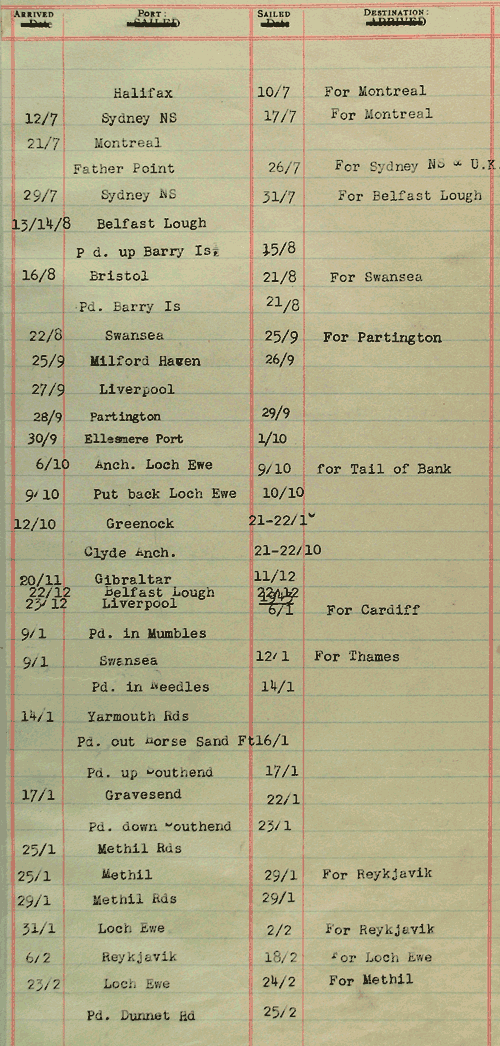 ARRIVED PORT: SAILED DESTINATION:
Date SAILED Date ARRIVED
Halifax 10/7 For Montreal
12/7 Sydney NS 17/7 For Montreal
21/7 Montreal
Father Point 26/7 For Sydney NS & U.K
29/7 Sydney NS 31/7 For Belfast Lough
13/14/8 Belfast Lough
P d. up Barry Is. 15/8
16/8 Bristol 21/8 For Swansea
Pd. Barry Is 21/8
22/8 Swansea 25/9 For Partington
25/9 Milford Haven 26/9
27/9 Liverpool
28/9 Partington 29/9
30/9 Ellesmere Port 1/10
6/10 Anch. Loch Ewe 9/10 for Tail of Bank
9/10 Put back Loch Ewe 10/10
12/10 Greenock 21-22/10
Clyde Anch. 21-22/10
20/11 Gibraltar 11/12
22/12 Belfast Lough 22/12
1943
23/12 Liverpool 6/1 For Cardiff
9/1 Pd. in Mumbles
9/1 Swansea 12/1 For Thames
Pd. in Needles 14/1
14/1 Yarmouth Rds
Pd. out Horse Sand Ft 16/1
Pd. up Southend 17/1
17/1 Gravesend 22/1
Pd. down Southend 23/1
25/1 Methil Rds
25/1 Methil 29/1 For Reykjavik
29/1 Methil Rds 29/1
31/1 Loch Ewe 2/2 For Reykjavik
6/2 Reykjavik 18/2 For Loch Ewe
23/2 Loch Ewe 24/2 For Methil
Pd. Dunnet Hd 25/2